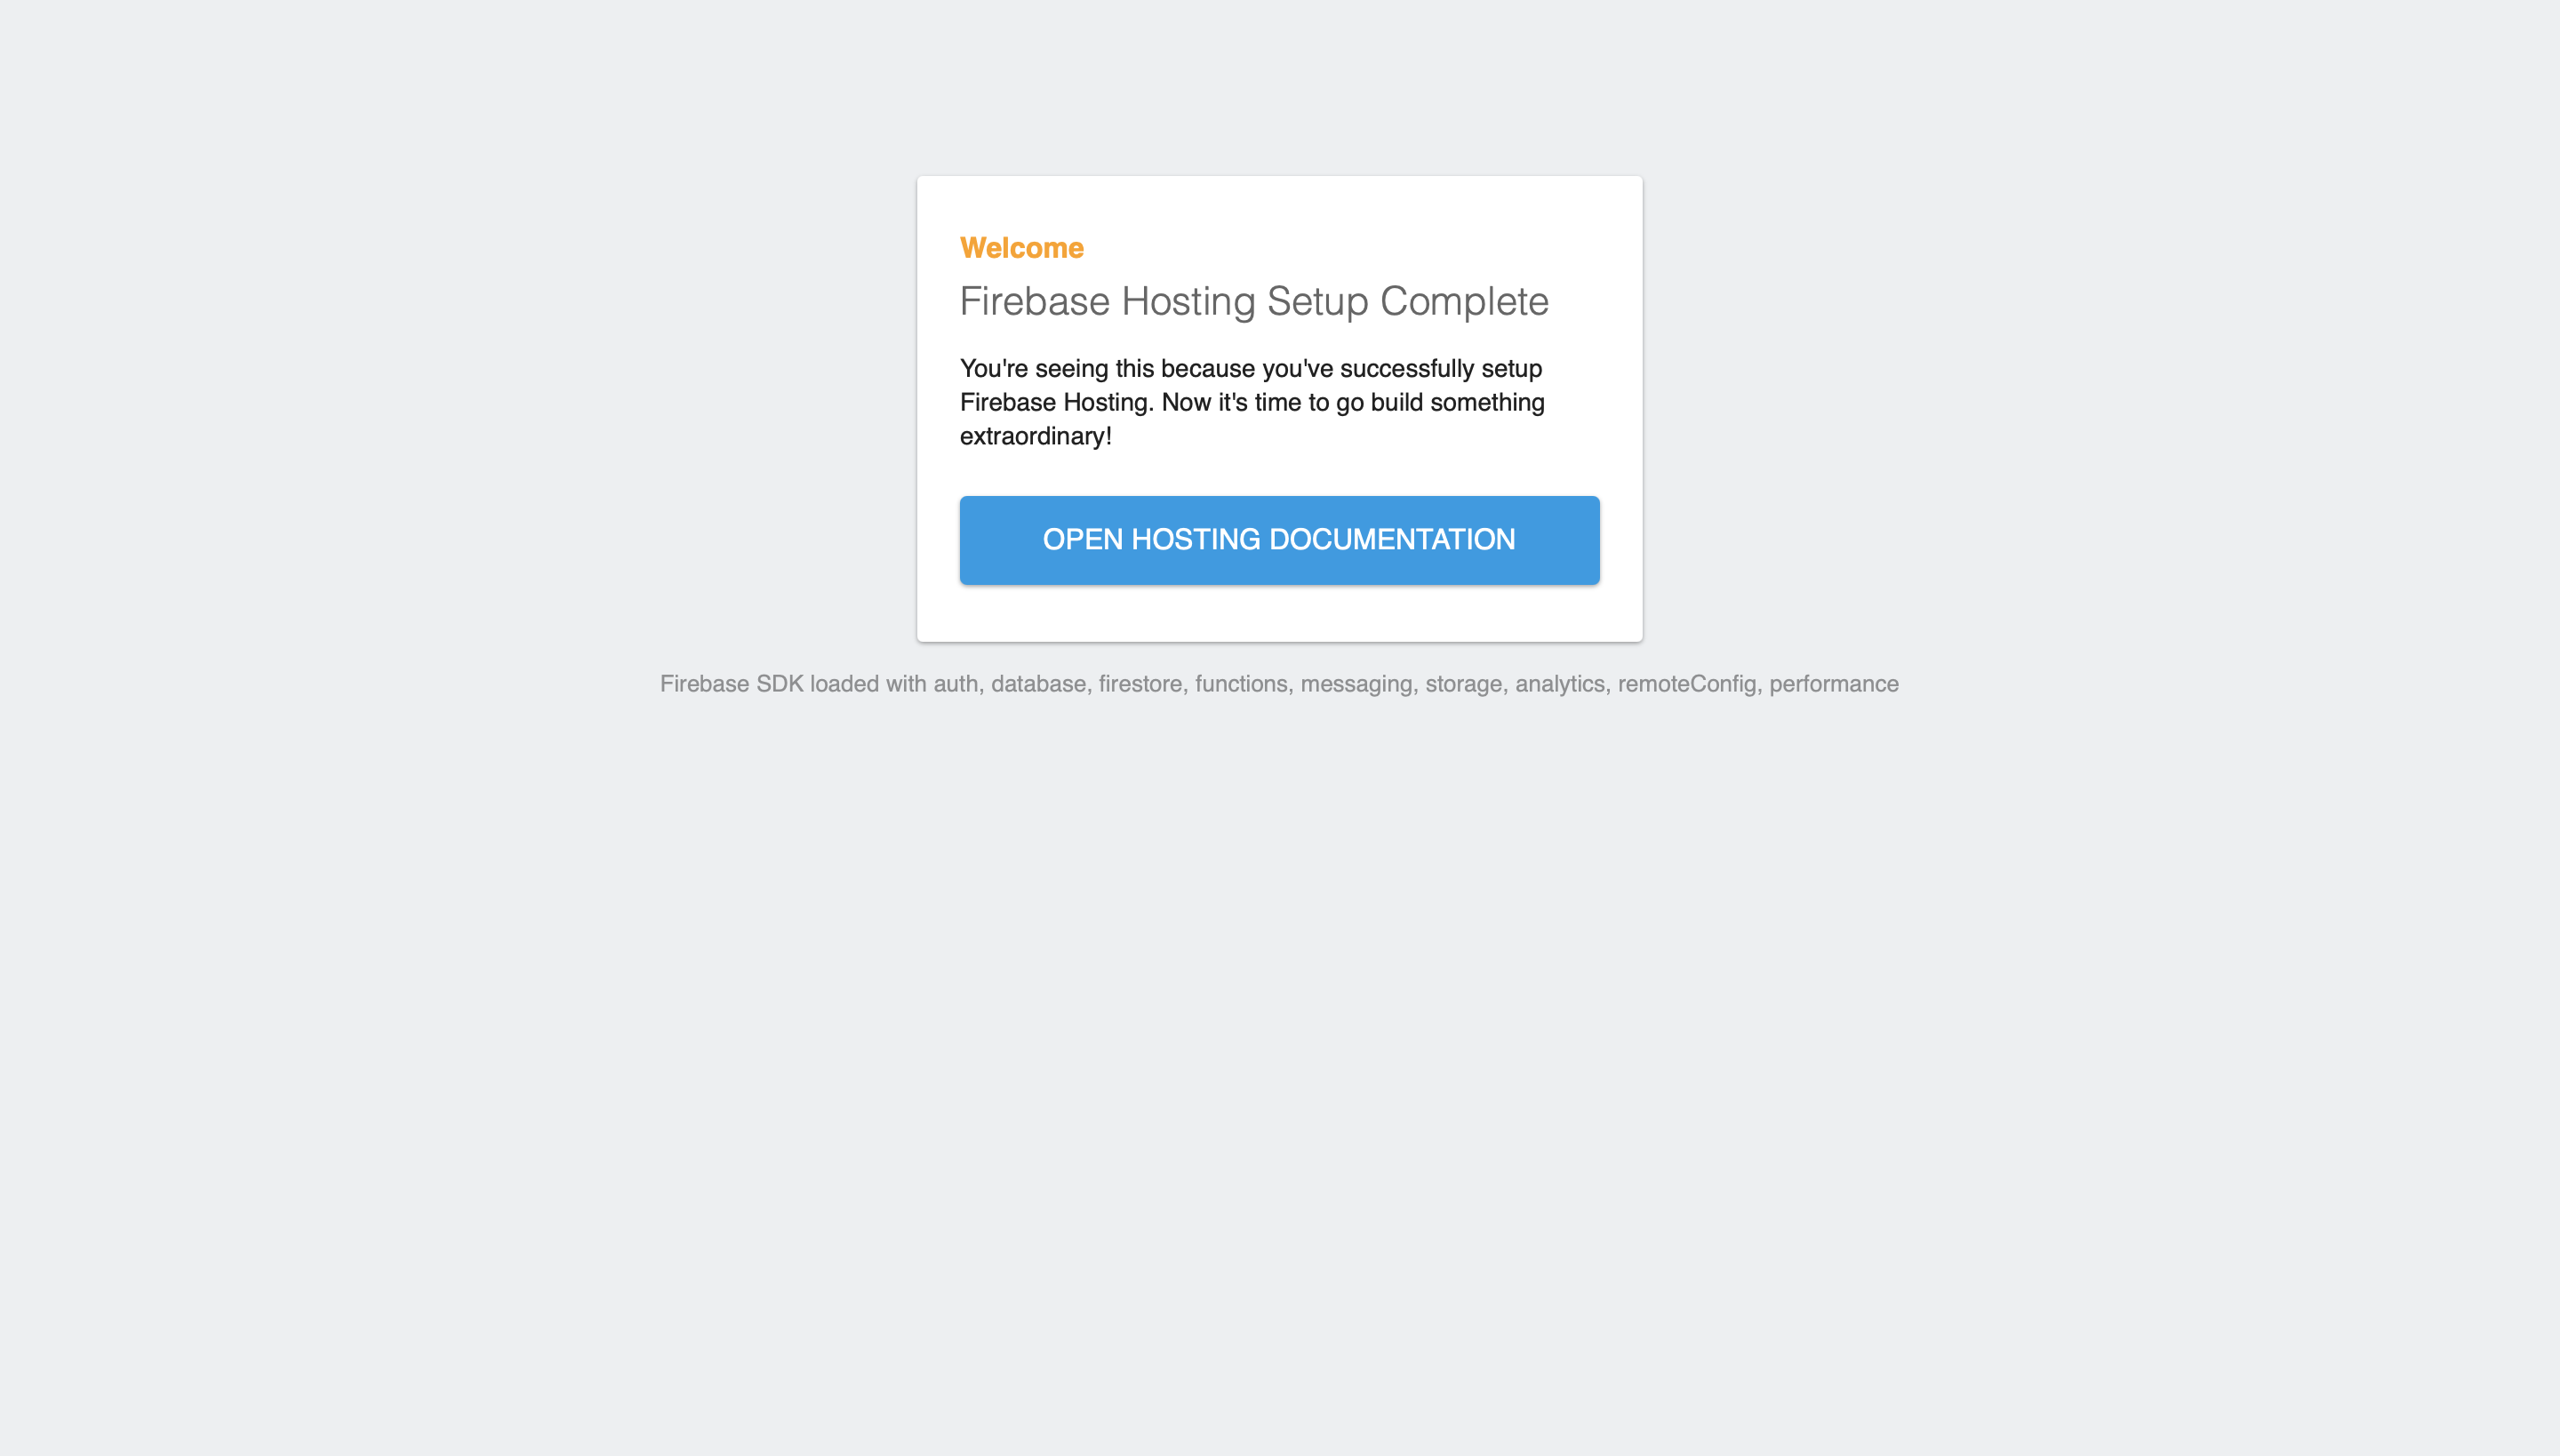 Welcome
Firebase Hosting Setup Complete
You're seeing this because you've successfully setup
Firebase Hosting. Now it's time to go build something
extraordinary!
OPEN HOSTING DOCUMENTATION
Firebase SDK loaded with auth, database, firestore, functions, messaging, storage, analytics, remoteConfig, performance